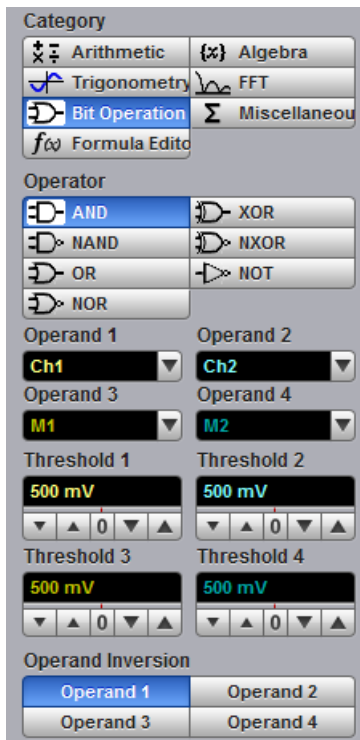 Category
Arithmetic {x} Algebra
Trigonometry FFT
Bit Operation Σ Miscellaneou
f(x) Formula Edito
Operator
AND XOR
NAND NXOR
OR NOT
NOR
Operand 1 Operand 2
Ch1 Ch2
Operand 3 Operand 4
M1 M2
Threshold 1 Threshold 2
500 mV 500 mV
0 0
Threshold 3 Threshold 4
500 mV 500 mV
0 0
Operand Inversion
Operand 1 Operand 2
Operand 3 Operand 4